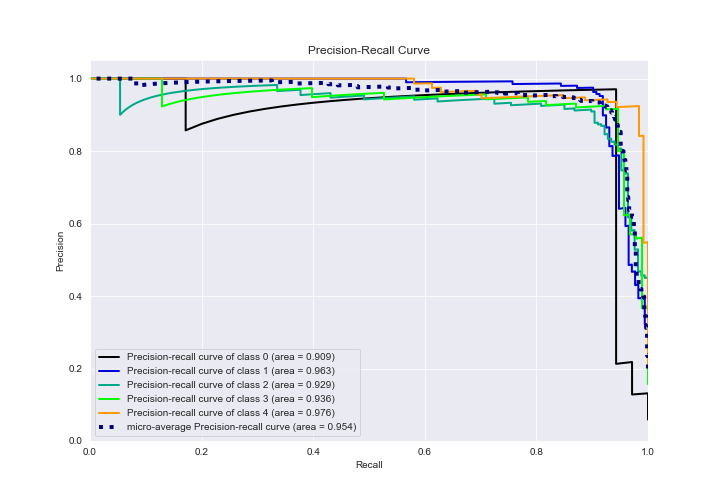 Precision-Recall Curve
1.0
0.8
0.6
0.4
0.2
0.0
Precision
Precision-recall curve of class 0 (area = 0.909)
Precision-recall curve of class 1 (area = 0.963)
Precision-recall curve of class 2 (area = 0.929)
Precision-recall curve of class 3 (area = 0.936)
Precision-recall curve of class 4 (area = 0.976)
micro-average Precision-recall curve (area = 0.954)
0.0 0.2 0.4 0.6 0.8 1.0
Recall